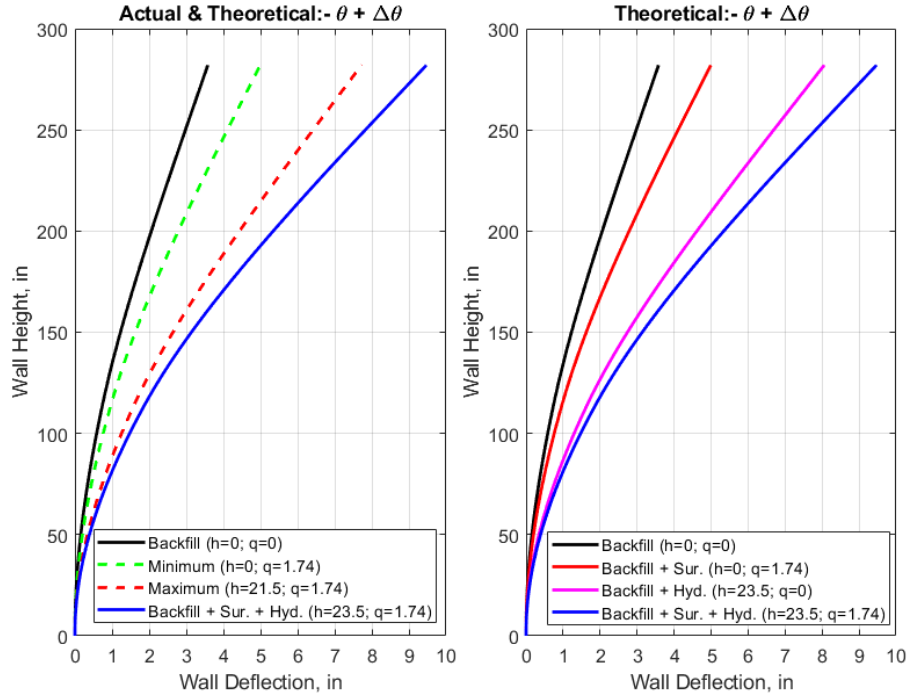 Actual & Theoretical:- θ + Δθ
300
250
200
150
100
50
0
Wall Height, in
Backfill (h=0; q=0)
Minimum (h=0; q=1.74)
Maximum (h=21.5; q=1.74)
Backfill + Sur. + Hyd. (h=23.5; q=1.74)
0 1 2 3 4 5 6 7 8 9 10
Wall Deflection, in
Theoretical:- θ + Δθ
300
250
200
150
100
50
0
Wall Height, in
Backfill (h=0; q=0)
Backfill + Sur. (h=0; q=1.74)
Backfill + Hyd. (h=23.5; q=0)
Backfill + Sur. + Hyd. (h=23.5; q=1.74)
0 1 2 3 4 5 6 7 8 9 10
Wall Deflection, in